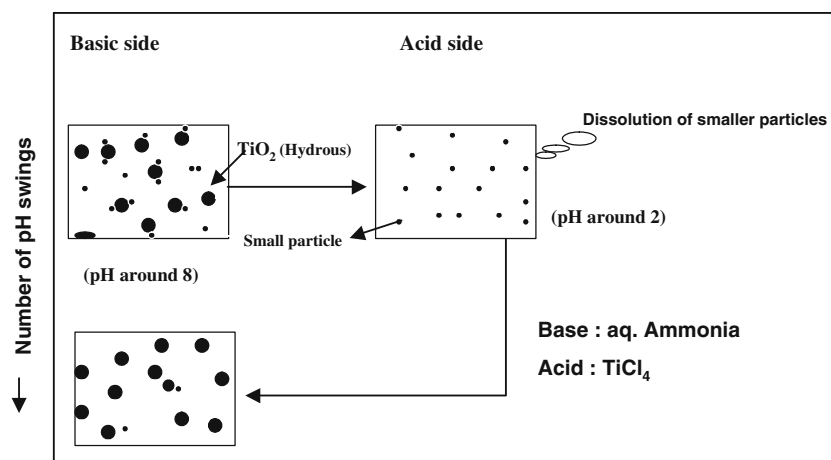 Basic side
Acid side
Dissolution of smaller particles
TiO2 (Hydrous)
Small particle
(pH around 2)
(pH around 8)
Number of pH swings
Base : aq. Ammonia
Acid : TiCl4